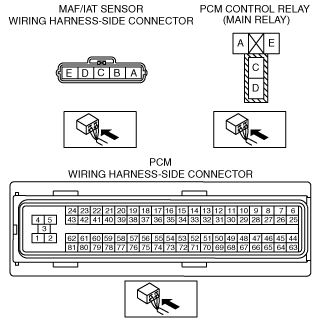 MAF/IAT SENSOR
WIRING HARNESS-SIDE CONNECTOR
E D C B A
PCM CONTROL RELAY
(MAIN RELAY)
A E
C
D
PCM
WIRING HARNESS-SIDE CONNECTOR
24 23 22 21 20 19 18 17 16 15 14 13 12 11 10 9 8 7 6
4 5 43 42 41 40 39 38 37 36 35 34 33 32 31 30 29 28 27 26 25
3
1 2 62 61 60 59 58 57 56 55 54 53 52 51 50 49 48 47 46 45 44
81 80 79 78 77 76 75 74 73 72 71 70 69 68 67 66 65 64 63